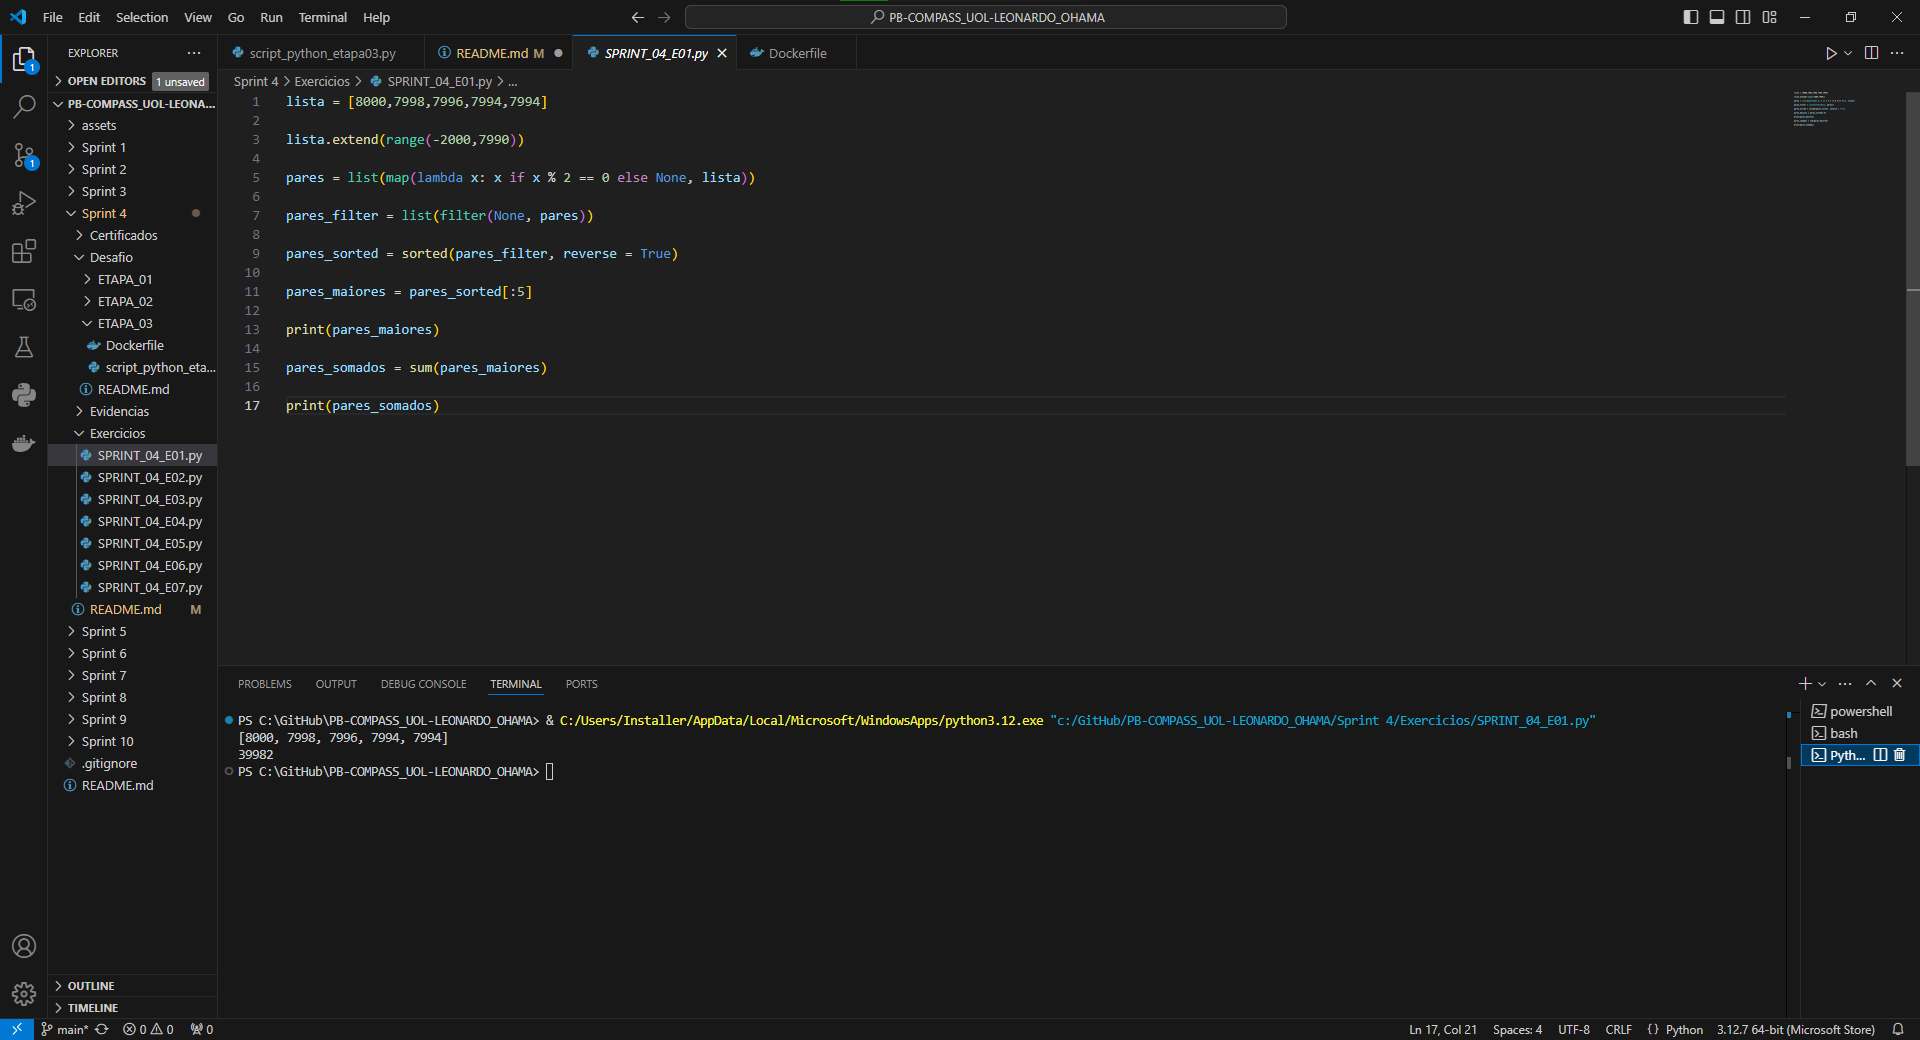 File Edit Selection View Go Run Terminal Help
PB-COMPASS_UOL-LEONARDO_OHAMA
EXPLORER
OPEN EDITORS 1 unsaved
PB-COMPASS_UOL-LEONA...
assets
Sprint 1
Sprint 2
Sprint 3
Sprint 4
Certificados
Desafio
ETAPA_01
ETAPA_02
ETAPA_03
Dockerfile
script_python_eta...
README.md
Evidencias
Exercicios
SPRINT_04_E01.py
SPRINT_04_E02.py
SPRINT_04_E03.py
SPRINT_04_E04.py
SPRINT_04_E05.py
SPRINT_04_E06.py
SPRINT_04_E07.py
README.md M
Sprint 5
Sprint 6
Sprint 7
Sprint 8
Sprint 9
Sprint 10
.gitignore
README.md
OUTLINE
TIMELINE
1
1
script_python_etapa03.py README.md M SPRINT_04_E01.py Dockerfile
Sprint 4 > Exercicios > SPRINT_04_E01.py > ...
1 lista = [8000,7998,7996,7994,7994]
2
3 lista.extend(range(-2000,7990))
4
5 pares = list(map(lambda x: x if x % 2 == 0 else None, lista))
6
7 pares_filter = list(filter(None, pares))
8
9 pares_sorted = sorted(pares_filter, reverse = True)
10
11 pares_maiores = pares_sorted[:5]
12
13 print(pares_maiores)
14
15 pares_somados = sum(pares_maiores)
16
17 print(pares_somados)
PROBLEMS OUTPUT DEBUG CONSOLE TERMINAL PORTS
PS C:\GitHub\PB-COMPASS_UOL-LEONARDO_OHAMA> & C:/Users/Installer/AppData/Local/Microsoft/WindowsApps/python3.12.exe "c:/GitHub/PB-COMPASS_UOL-LEONARDO_OHAMA/Sprint 4/Exercicios/SPRINT_04_E01.py"
[8000, 7998, 7996, 7994, 7994]
39982
PS C:\GitHub\PB-COMPASS_UOL-LEONARDO_OHAMA>
powershell
bash
Pyth...
main* 0 0 0 Ln 17, Col 21 Spaces: 4 UTF-8 CRLF {} Python 3.12.7 64-bit (Microsoft Store)